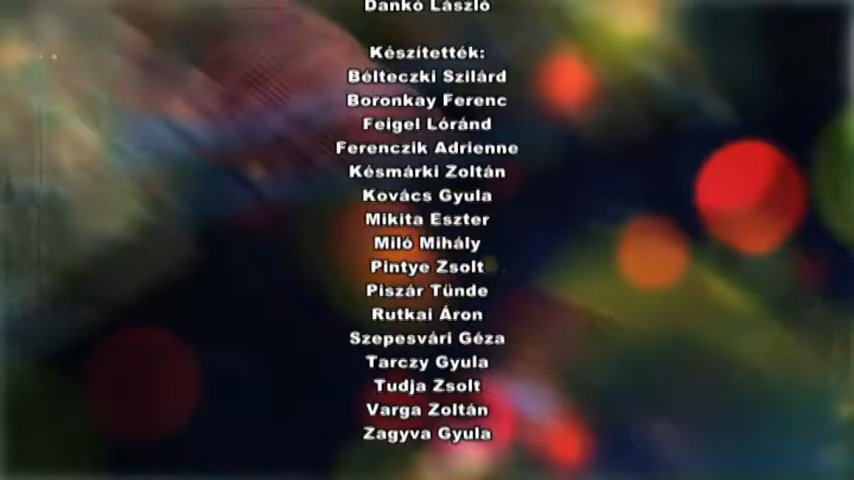 Dankó László
Készítették:
Bélteczki Szilárd
Boronkay Ferenc
Feigel Lóránd
Ferenczik Adrienne
Késmárki Zoltán
Kovács Gyula
Mikita Eszter
Miló Mihály
Pintye Zsolt
Piszár Tünde
Rutkai Áron
Szepesvári Géza
Tarczy Gyula
Tudja Zsolt
Varga Zoltán
Zagyva Gyula